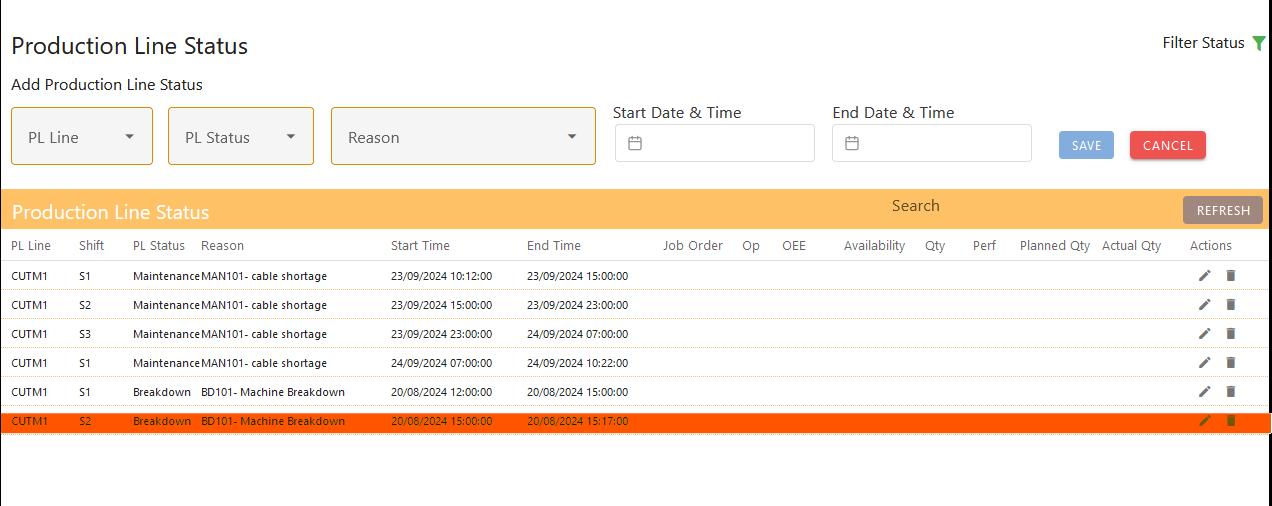 Production Line Status
Filter Status
Add Production Line Status
PL Line PL Status Reason Start Date & Time End Date & Time SAVE CANCEL
Production Line Status Search REFRESH
PL Line Shift PL Status Reason Start Time End Time Job Order Op OEE Availability Qty Perf Planned Qty Actual Qty Actions
CUTM1 S1 Maintenance MAN101- cable shortage 23/09/2024 10:12:00 23/09/2024 15:00:00
CUTM1 S2 Maintenance MAN101- cable shortage 23/09/2024 15:00:00 23/09/2024 23:00:00
CUTM1 S3 Maintenance MAN101- cable shortage 23/09/2024 23:00:00 24/09/2024 07:00:00
CUTM1 S1 Maintenance MAN101- cable shortage 24/09/2024 07:00:00 24/09/2024 10:22:00
CUTM1 S1 Breakdown BD101- Machine Breakdown 20/08/2024 12:00:00 20/08/2024 15:00:00
CUTM1 S2 Breakdown BD101- Machine Breakdown 20/08/2024 15:00:00 20/08/2024 15:17:00